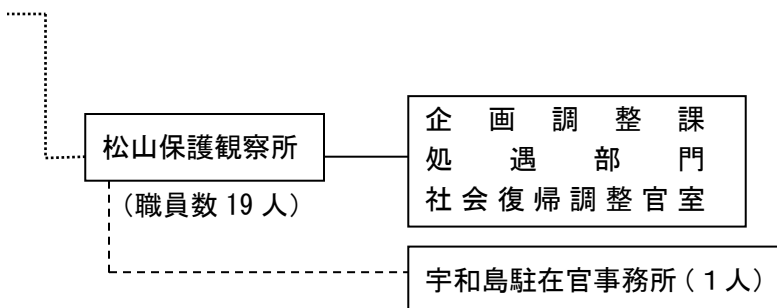 松山保護観察所
(職員数 19 人)
企画調整課
処遇部門
社会復帰調整官室
宇和島駐在官事務所(1人)